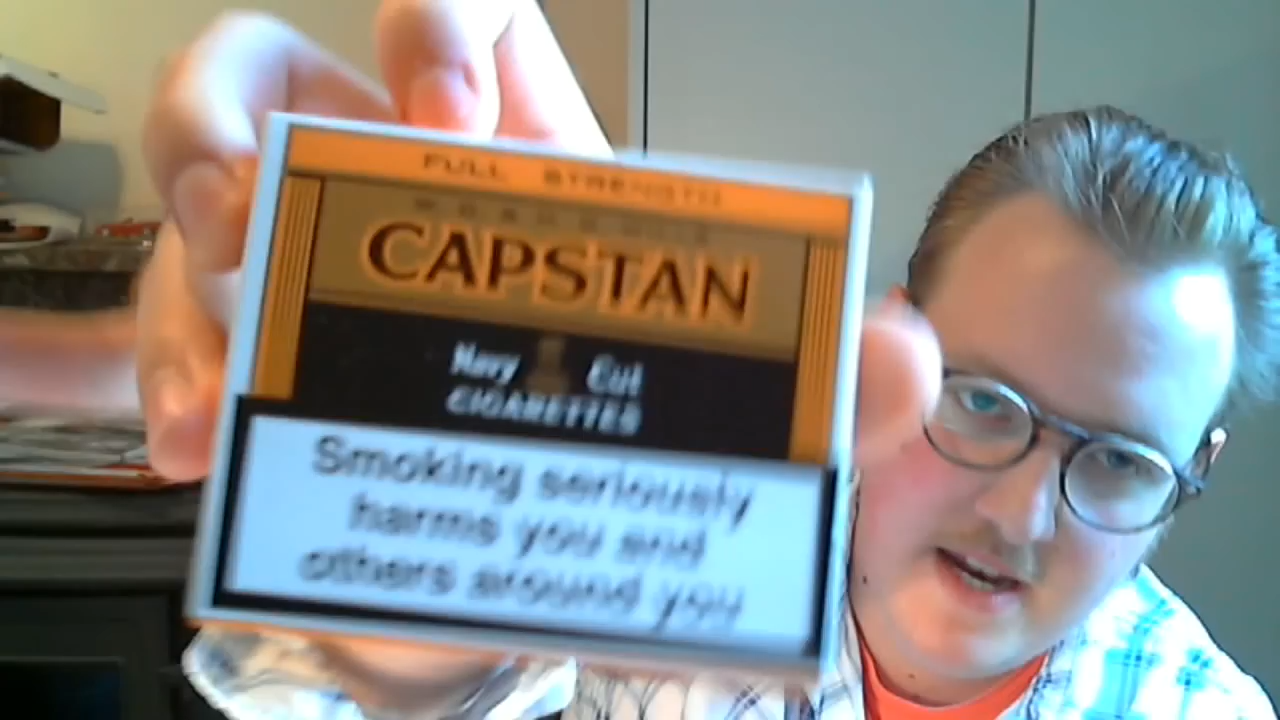 FULL STRENGTH
CAPSTAN
Navy Cut
CIGARETTES
Smoking seriously
harms you and
others around you